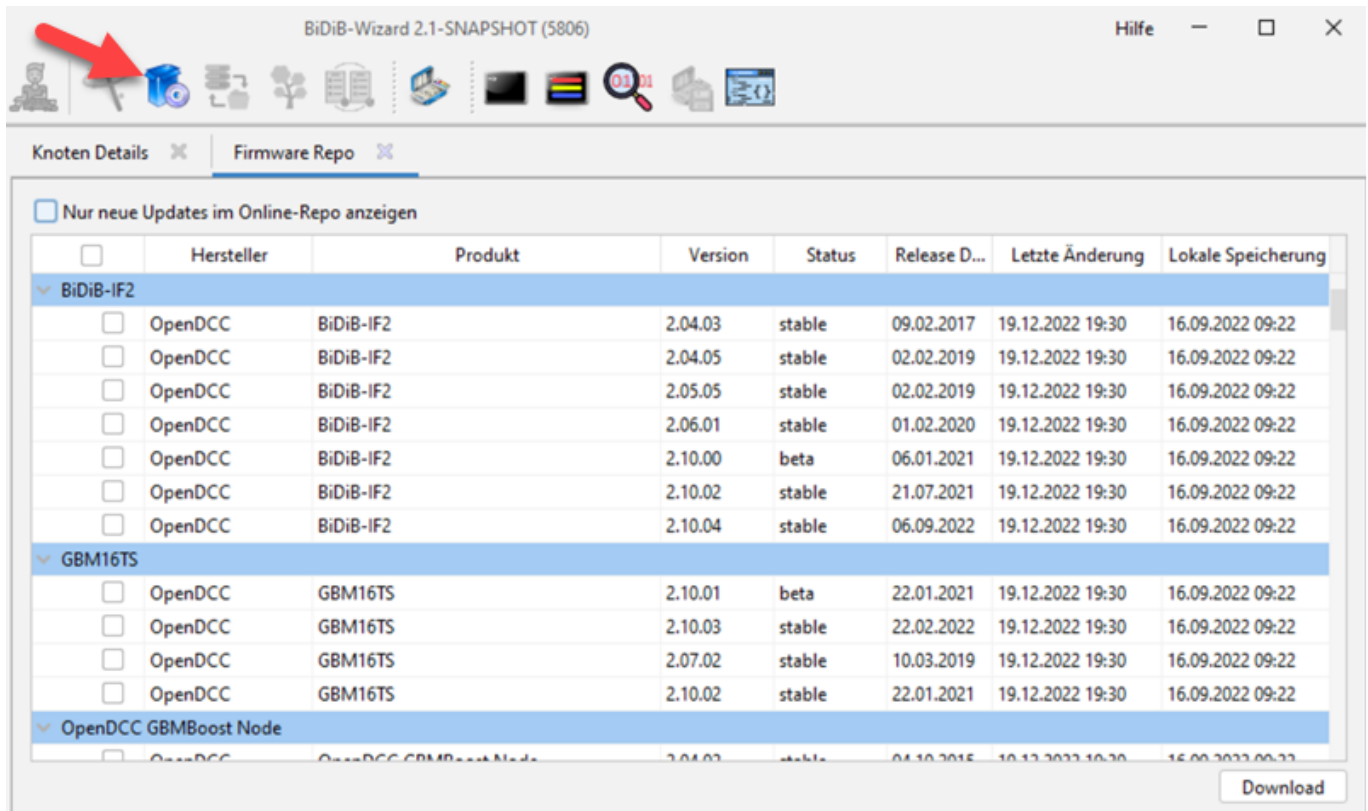 BiDiB-Wizard 2.1-SNAPSHOT (5806) Hilfe
01 01
Knoten Details Firmware Repo
Nur neue Updates im Online-Repo anzeigen
Hersteller Produkt Version Status Release D... Letzte Änderung Lokale Speicherung
BiDiB-IF2
OpenDCC BiDiB-IF2 2.04.03 stable 09.02.2017 19.12.2022 19:30 16.09.2022 09:22
OpenDCC BiDiB-IF2 2.04.05 stable 02.02.2019 19.12.2022 19:30 16.09.2022 09:22
OpenDCC BiDiB-IF2 2.05.05 stable 02.02.2019 19.12.2022 19:30 16.09.2022 09:22
OpenDCC BiDiB-IF2 2.06.01 stable 01.02.2020 19.12.2022 19:30 16.09.2022 09:22
OpenDCC BiDiB-IF2 2.10.00 beta 06.01.2021 19.12.2022 19:30 16.09.2022 09:22
OpenDCC BiDiB-IF2 2.10.02 stable 21.07.2021 19.12.2022 19:30 16.09.2022 09:22
OpenDCC BiDiB-IF2 2.10.04 stable 06.09.2022 19.12.2022 19:30 16.09.2022 09:22
GBM16TS
OpenDCC GBM16TS 2.10.01 beta 22.01.2021 19.12.2022 19:30 16.09.2022 09:22
OpenDCC GBM16TS 2.10.03 stable 22.02.2022 19.12.2022 19:30 16.09.2022 09:22
OpenDCC GBM16TS 2.07.02 stable 10.03.2019 19.12.2022 19:30 16.09.2022 09:22
OpenDCC GBM16TS 2.10.02 stable 22.01.2021 19.12.2022 19:30 16.09.2022 09:22
OpenDCC GBMBoost Node
OpenDCC OpenDCC GBMBoost Node stable
Download